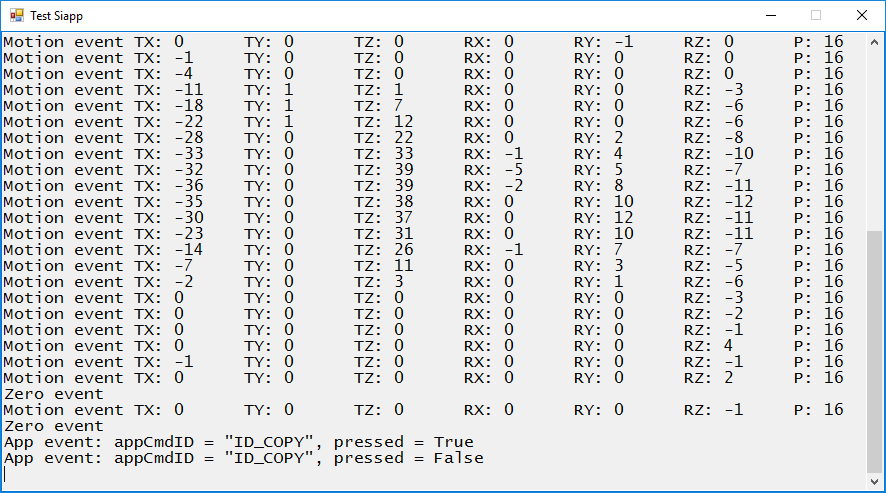 Test Siapp
Motion event TX: 0 TY: 0 TZ: 0 RX: 0 RY: -1 RZ: 0 P: 16
Motion event TX: -1 TY: 0 TZ: 0 RX: 0 RY: 0 RZ: 0 P: 16
Motion event TX: -4 TY: 0 TZ: 0 RX: 0 RY: 0 RZ: 0 P: 16
Motion event TX: -11 TY: 1 TZ: 1 RX: 0 RY: 0 RZ: -3 P: 16
Motion event TX: -18 TY: 1 TZ: 7 RX: 0 RY: 0 RZ: -6 P: 16
Motion event TX: -22 TY: 1 TZ: 12 RX: 0 RY: 0 RZ: -6 P: 16
Motion event TX: -28 TY: 0 TZ: 22 RX: 0 RY: 2 RZ: -8 P: 16
Motion event TX: -33 TY: 0 TZ: 33 RX: -1 RY: 4 RZ: -10 P: 16
Motion event TX: -32 TY: 0 TZ: 39 RX: -5 RY: 5 RZ: -7 P: 16
Motion event TX: -36 TY: 0 TZ: 39 RX: -2 RY: 8 RZ: -11 P: 16
Motion event TX: -35 TY: 0 TZ: 38 RX: 0 RY: 10 RZ: -12 P: 16
Motion event TX: -30 TY: 0 TZ: 37 RX: 0 RY: 12 RZ: -11 P: 16
Motion event TX: -23 TY: 0 TZ: 31 RX: 0 RY: 10 RZ: -11 P: 16
Motion event TX: -14 TY: 0 TZ: 26 RX: -1 RY: 7 RZ: -7 P: 16
Motion event TX: -7 TY: 0 TZ: 11 RX: 0 RY: 3 RZ: -5 P: 16
Motion event TX: -2 TY: 0 TZ: 3 RX: 0 RY: 1 RZ: -6 P: 16
Motion event TX: 0 TY: 0 TZ: 0 RX: 0 RY: 0 RZ: -3 P: 16
Motion event TX: 0 TY: 0 TZ: 0 RX: 0 RY: 0 RZ: -2 P: 16
Motion event TX: 0 TY: 0 TZ: 0 RX: 0 RY: 0 RZ: -1 P: 16
Motion event TX: 0 TY: 0 TZ: 0 RX: 0 RY: 0 RZ: 4 P: 16
Motion event TX: -1 TY: 0 TZ: 0 RX: 0 RY: 0 RZ: -1 P: 16
Motion event TX: 0 TY: 0 TZ: 0 RX: 0 RY: 0 RZ: 2 P: 16
Zero event
Motion event TX: 0 TY: 0 TZ: 0 RX: 0 RY: 0 RZ: -1 P: 16
Zero event
App event: appCmdID = "ID_COPY", pressed = True
App event: appCmdID = "ID_COPY", pressed = False